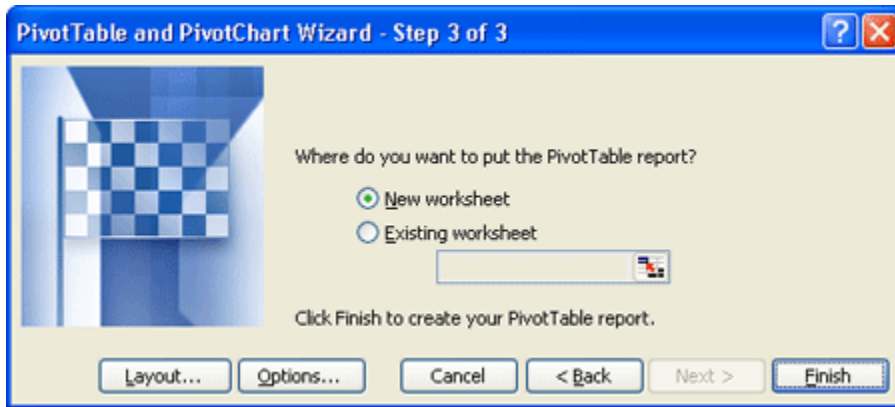 PivotTable and PivotChart Wizard - Step 3 of 3
?
Where do you want to put the PivotTable report?
New worksheet
Existing worksheet
Click Finish to create your PivotTable report.
Layout... Options... Cancel < Back Next > Finish